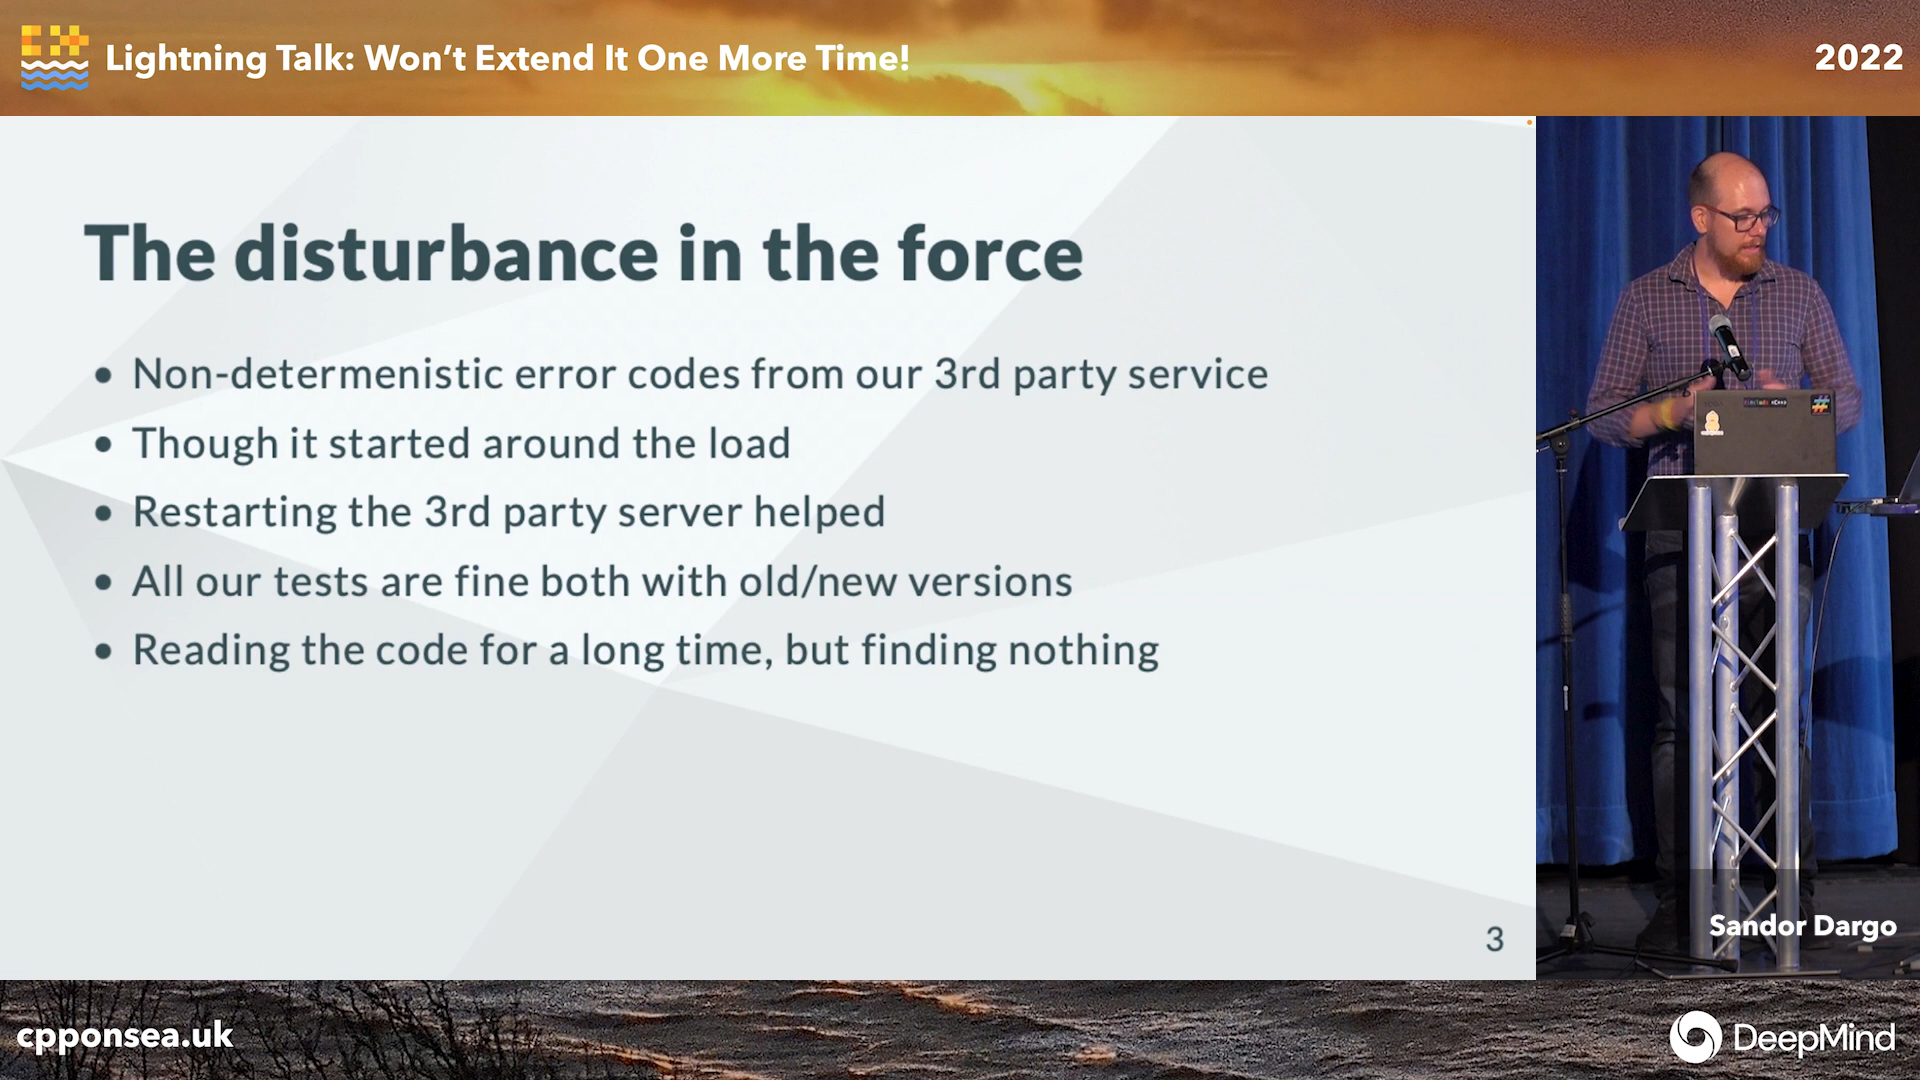 Lightning Talk: Won't Extend It One More Time!
2022
The disturbance in the force
• Non-determenistic error codes from our 3rd party service
• Though it started around the load
• Restarting the 3rd party server helped
• All our tests are fine both with old/new versions
• Reading the code for a long time, but finding nothing
3
Sandor Dargo
cpponsea.uk
DeepMind